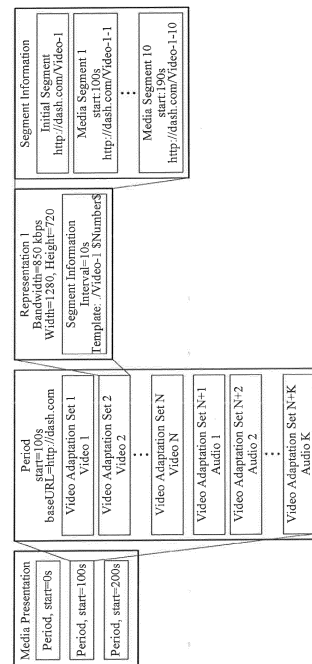 Media Presentation
Period, start=0s
Period, start=100s
Period, start=200s
Period
start=100s
baseURL=http://dash.com
Video Adaptation Set 1
Video 1
Video Adaptation Set 2
Video 2
Video Adaptation Set N
Video N
Video Adaptation Set N+1
Audio 1
Video Adaptation Set N+2
Audio 2
Video Adaptation Set N+K
Audio K
Representation 1
Bandwidth=850 kbps
Width=1280, Height=720
Segment Information
Interval=10s
Template: ./Video-1 $Number$
Segment Information
Initial Segment
http://dash.com/Video-1
Media Segment 1
start:100s
http://dash.com/Video-1-1
Media Segment 10
start:190s
http://dash.com/Video-1-10